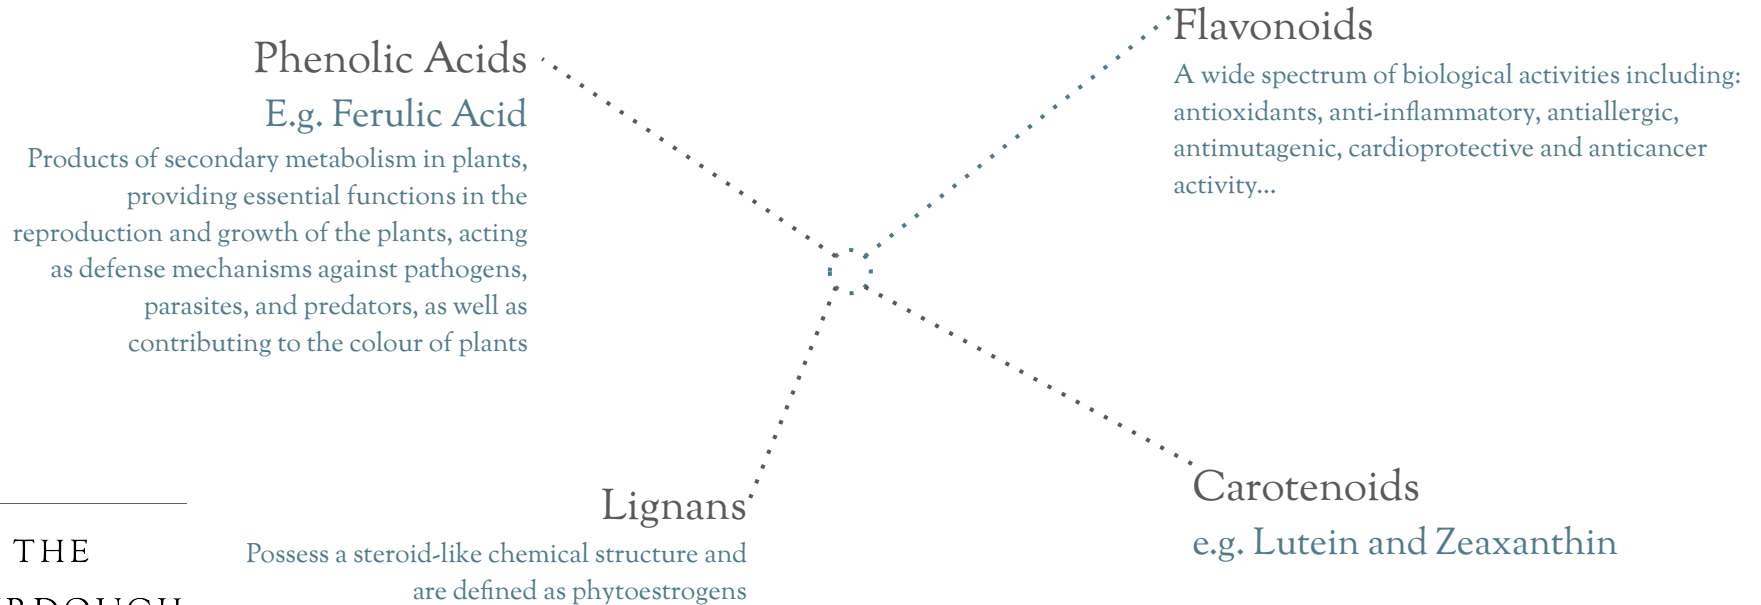 Phenolic Acids
E.g. Ferulic Acid
Products of secondary metabolism in plants,
providing essential functions in the
reproduction and growth of the plants, acting
as defense mechanisms against pathogens,
parasites, and predators, as well as
contributing to the colour of plants
Flavonoids
A wide spectrum of biological activities including:
antioxidants, anti-inflammatory, antiallergic,
antimutagenic, cardioprotective and anticancer
activity...
Lignans
Possess a steroid-like chemical structure and
are defined as phytoestrogens
Carotenoids
e.g. Lutein and Zeaxanthin
THE